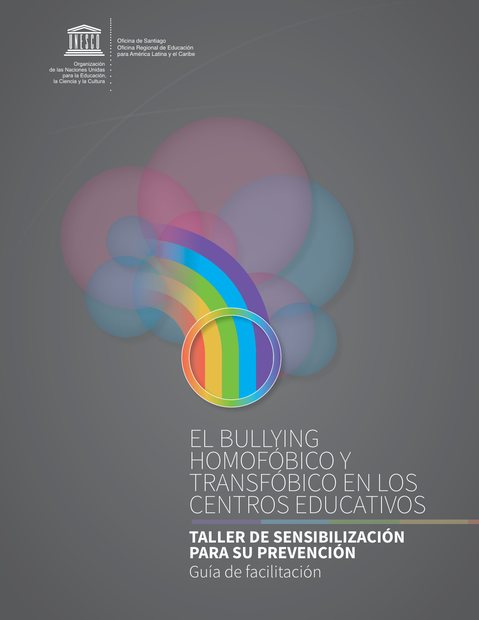 UNESCO
Oficina de Santiago
Oficina Regional de Educación
para América Latina y el Caribe
Organización
de las Naciones Unidas
para la Educación,
la Ciencia y la Cultura
EL BULLYING
HOMOFÓBICO Y
TRANSFÓBICO EN LOS
CENTROS EDUCATIVOS
TALLER DE SENSIBILIZACIÓN
PARA SU PREVENCIÓN
Guía de facilitación